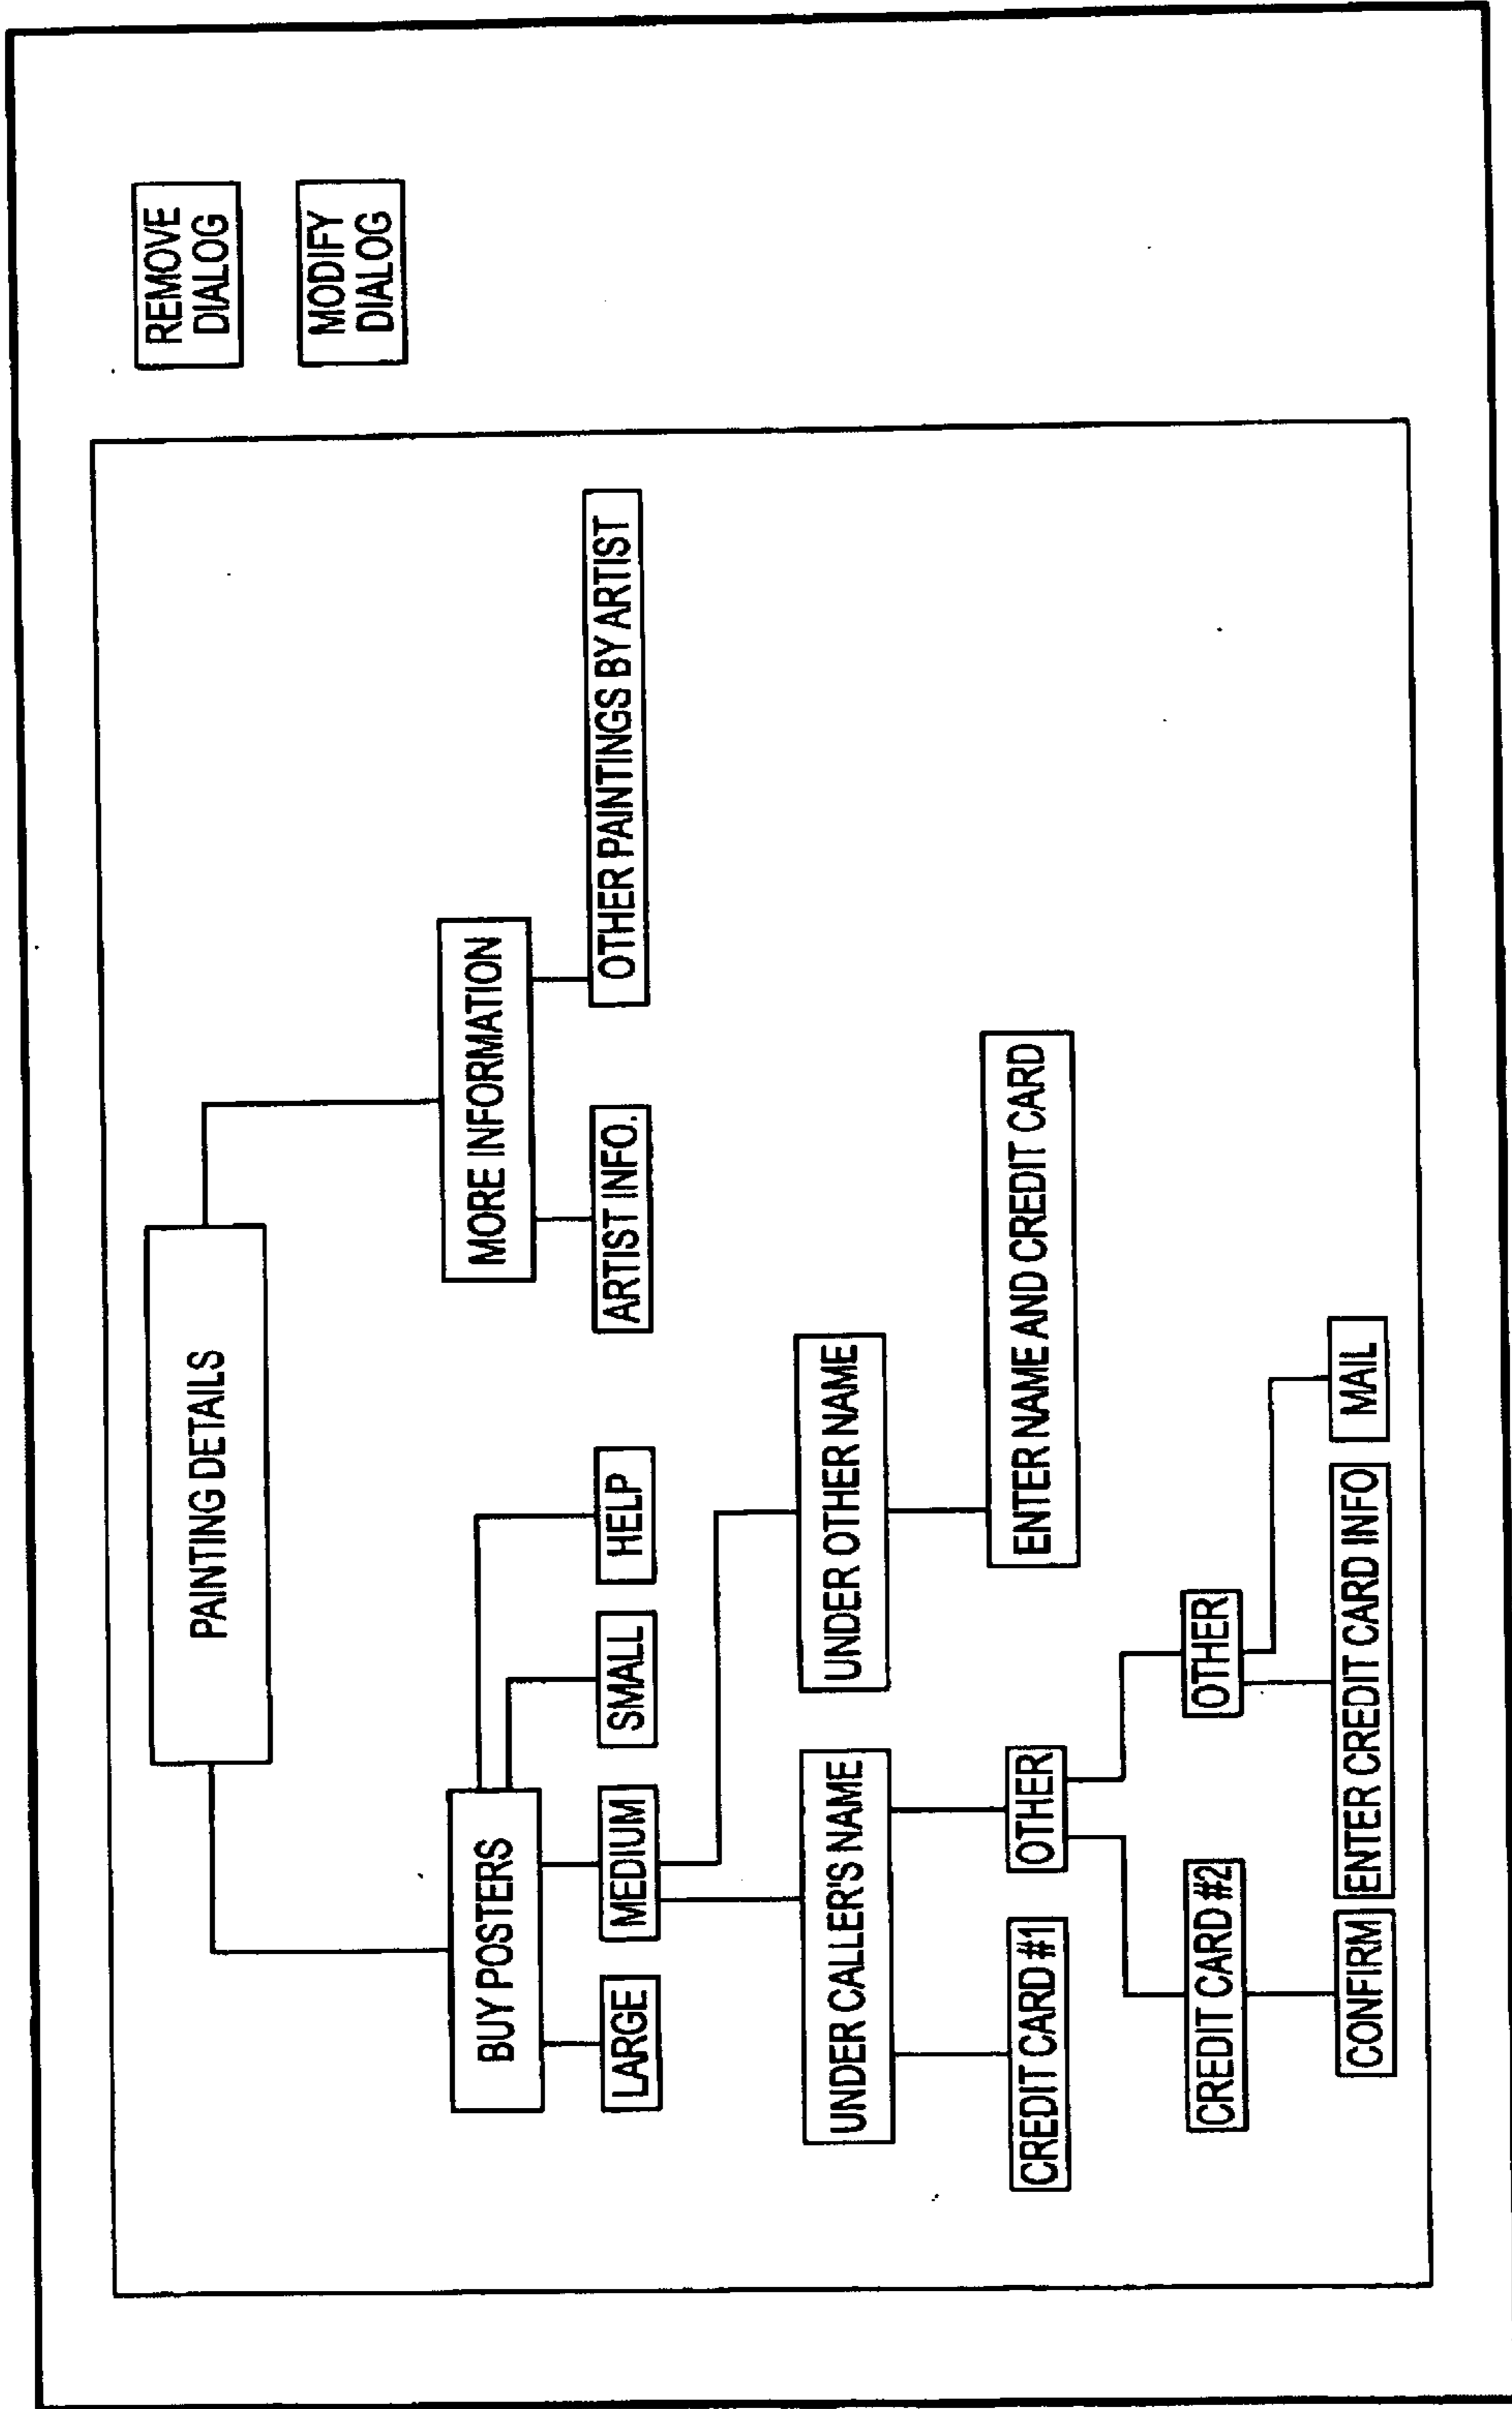 PAINTING DETAILS
REMOVE
DIALOG
MODIFY
DIALOG
BUY POSTERS
MORE INFORMATION
LARGE
MEDIUM
SMALL
HELP
ARTIST INFO.
OTHER PAINTINGS BY ARTIST
UNDER CALLER'S NAME
UNDER OTHER NAME
CREDIT CARD #1
OTHER
ENTER NAME AND CREDIT CARD
CREDIT CARD #2
OTHER
CONFIRM
ENTER CREDIT CARD INFO
MAIL